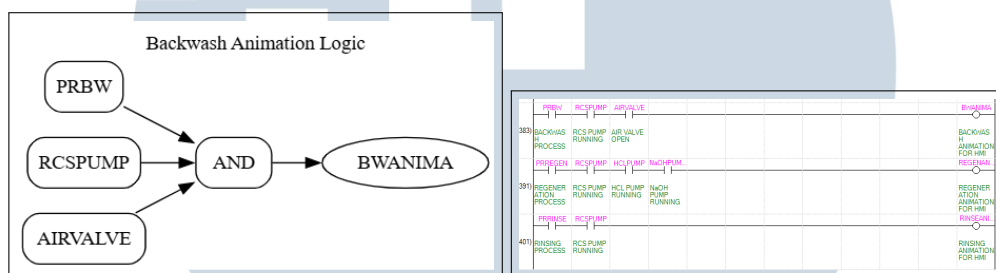 Backwash Animation Logic
PRBW
RCSPUMP
AND
BWANIMA
AIRVALVE
PRBW RCSPUMP AIRVALVE BWANIMA
383) BACKWAS RCS PUMP AIR VALVE BACKWAS
H RUNNING OPEN H
PROCESS ANIMATION
FOR HMI
PRREGEN RCSPUMP HCLPUMP NaOHPUM... REGENAN...
391) REGENER RCS PUMP HCL PUMP NaOH REGENER
ATION RUNNING RUNNING PUMP ATION
PROCESS RUNNING ANIMATION
FOR HMI
PRRINSE RCSPUMP RINSEANI...
401) RINSING RCS PUMP RINSING
PROCESS RUNNING ANIMATION
FOR HMI